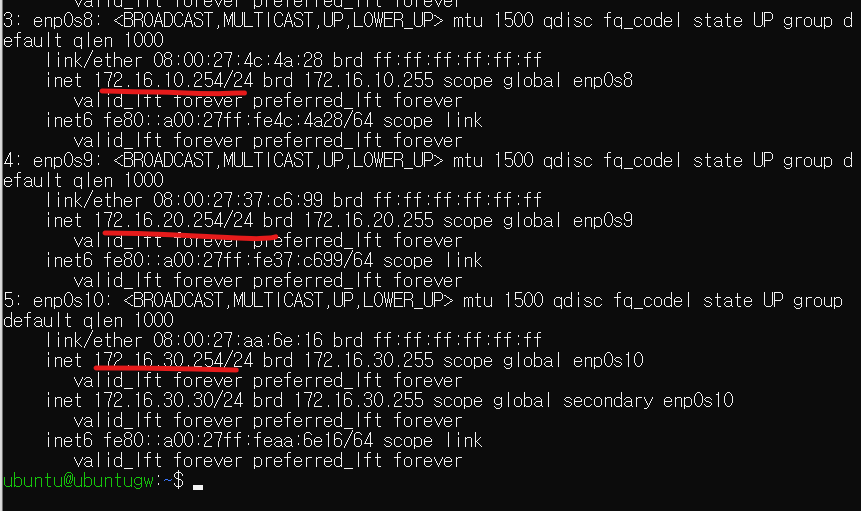 valid_lft forever preferred_lft forever
3: enp0s8: <BROADCAST,MULTICAST,UP,LOWER_UP> mtu 1500 qdisc fq_codel state UP group d
efault qlen 1000
link/ether 08:00:27:4c:4a:28 brd ff:ff:ff:ff:ff:ff
inet 172.16.10.254/24 brd 172.16.10.255 scope global enp0s8
valid_lft forever preferred_lft forever
inet6 fe80::a00:27ff:fe4c:4a28/64 scope link
valid_lft forever preferred_lft forever
4: enp0s9: <BROADCAST,MULTICAST,UP,LOWER_UP> mtu 1500 qdisc fq_codel state UP group d
efault qlen 1000
link/ether 08:00:27:37:c6:99 brd ff:ff:ff:ff:ff:ff
inet 172.16.20.254/24 brd 172.16.20.255 scope global enp0s9
valid_lft forever preferred_lft forever
inet6 fe80::a00:27ff:fe37:c699/64 scope link
valid_lft forever preferred_lft forever
5: enp0s10: <BROADCAST,MULTICAST,UP,LOWER_UP> mtu 1500 qdisc fq_codel state UP group
default qlen 1000
link/ether 08:00:27:aa:6e:16 brd ff:ff:ff:ff:ff:ff
inet 172.16.30.254/24 brd 172.16.30.255 scope global enp0s10
valid_lft forever preferred_lft forever
inet 172.16.30.30/24 brd 172.16.30.255 scope global secondary enp0s10
valid_lft forever preferred_lft forever
inet6 fe80::a00:27ff:feaa:6e16/64 scope link
valid_lft forever preferred_lft forever
ubuntu@ubuntugw:~$